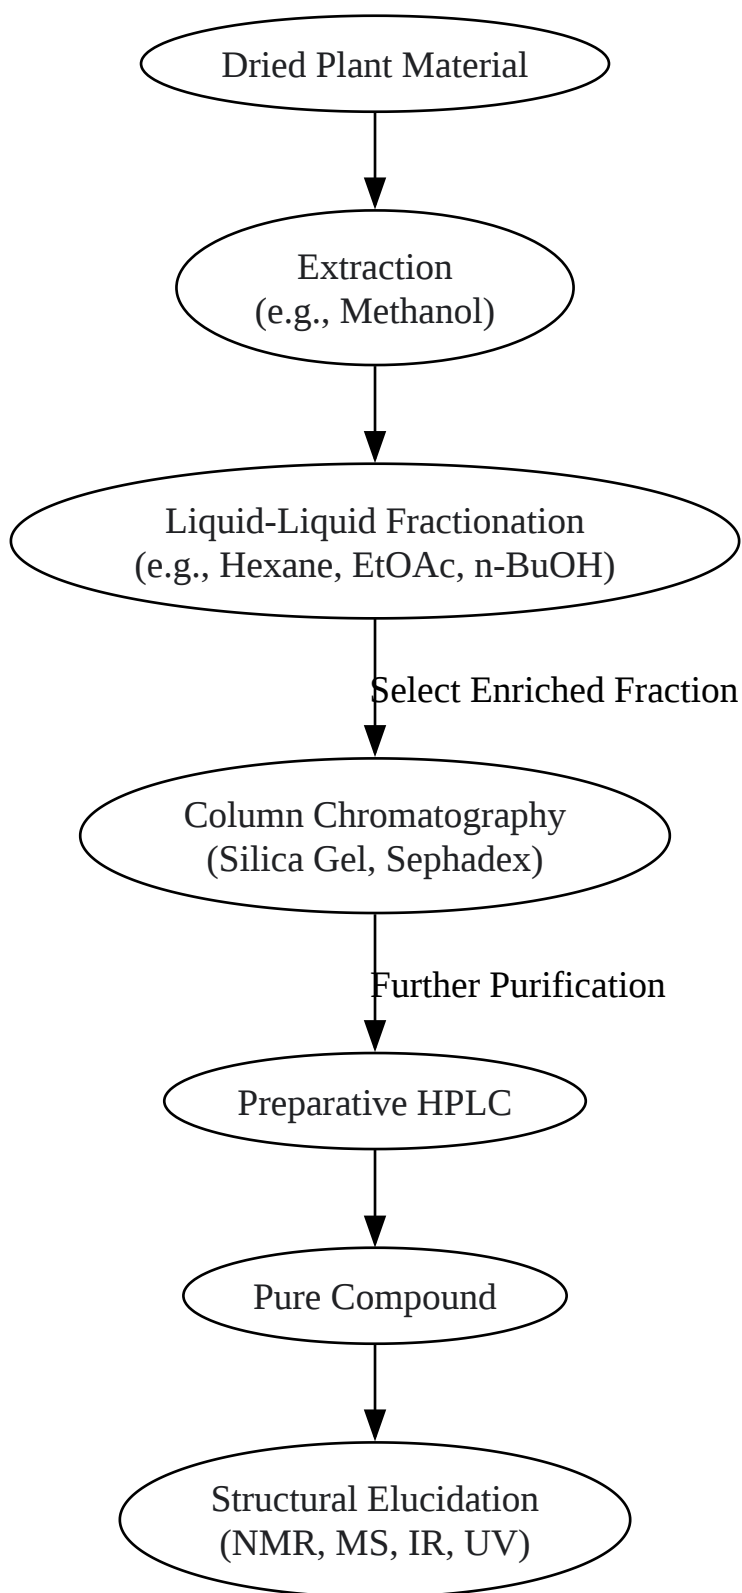 Dried Plant Material
Extraction
(e.g., Methanol)
Liquid-Liquid Fractionation
(e.g., Hexane, EtOAc, n-BuOH)
Select Enriched Fraction
Column Chromatography
(Silica Gel, Sephadex)
Further Purification
Preparative HPLC
Pure Compound
Structural Elucidation
(NMR, MS, IR, UV)